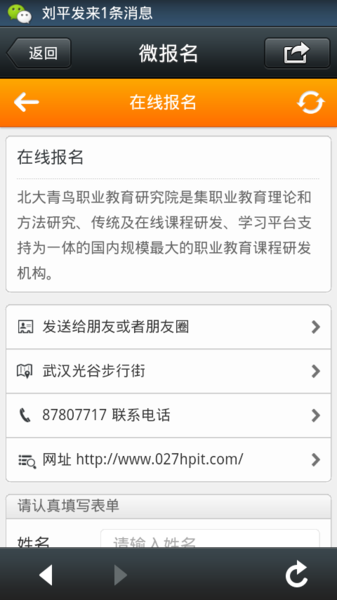 刘平发来1条消息
返回
微报名
在线报名
在线报名
北大青鸟职业教育研究院是集职业教育理论和
方法研究、传统及在线课程研发、学习平台支
持为一体的国内规模最大的职业教育课程研发
机构。
发送给朋友或者朋友圈
武汉光谷步行街
87807717 联系电话
网址 http://www.027hpit.com/
请认真填写表单
姓名 请输入姓名